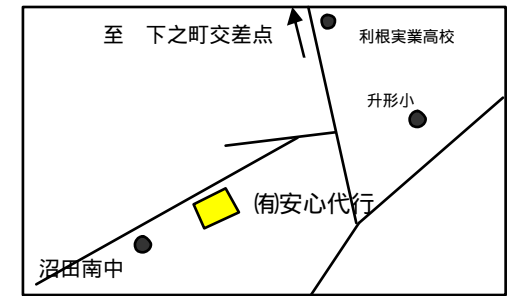 至　下之町交差点
利根実業高校
升形小
㈲安心代行
沼田南中